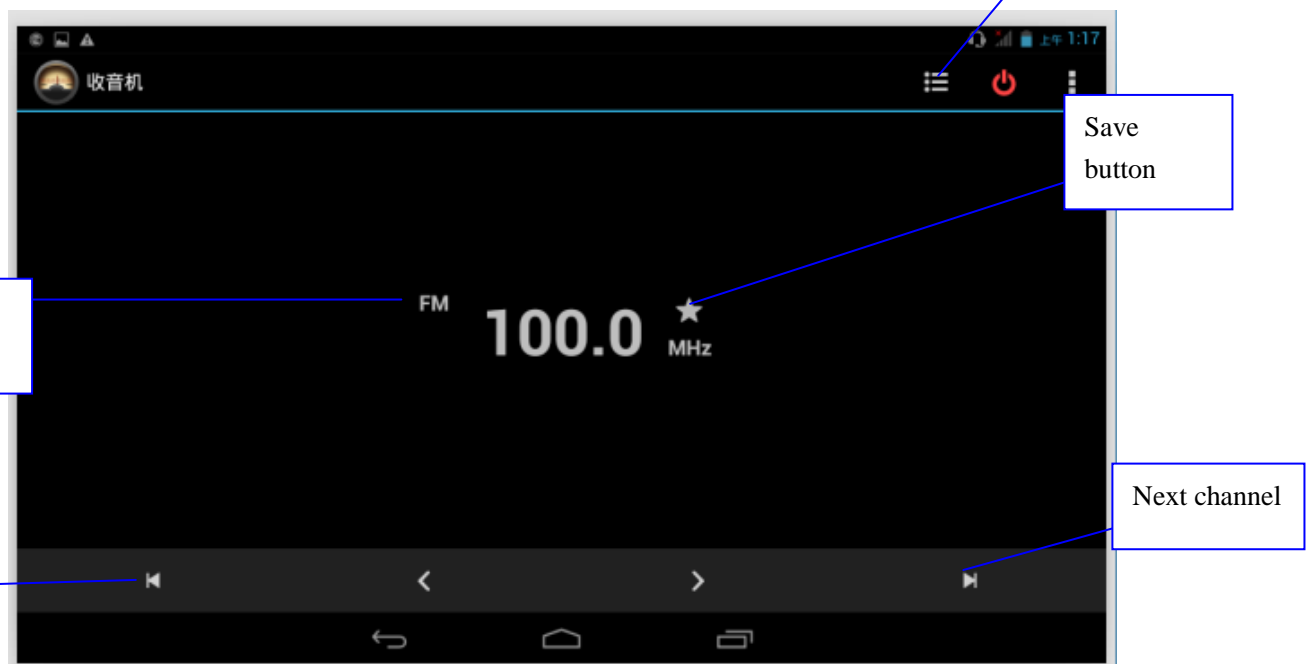 上午 1:17
收音机
Save
button
FM
100.0
MHz
Next channel